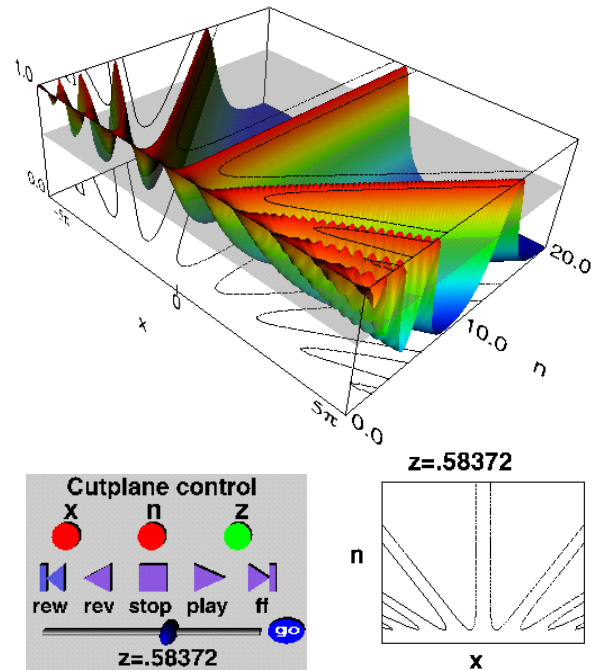 1.0
0.0
-5π
0
x
5π
0.0
10.0
20.0
n
Cutplane control
x n z
rew rev stop play ff
go
z=.58372
z=.58372
n
x